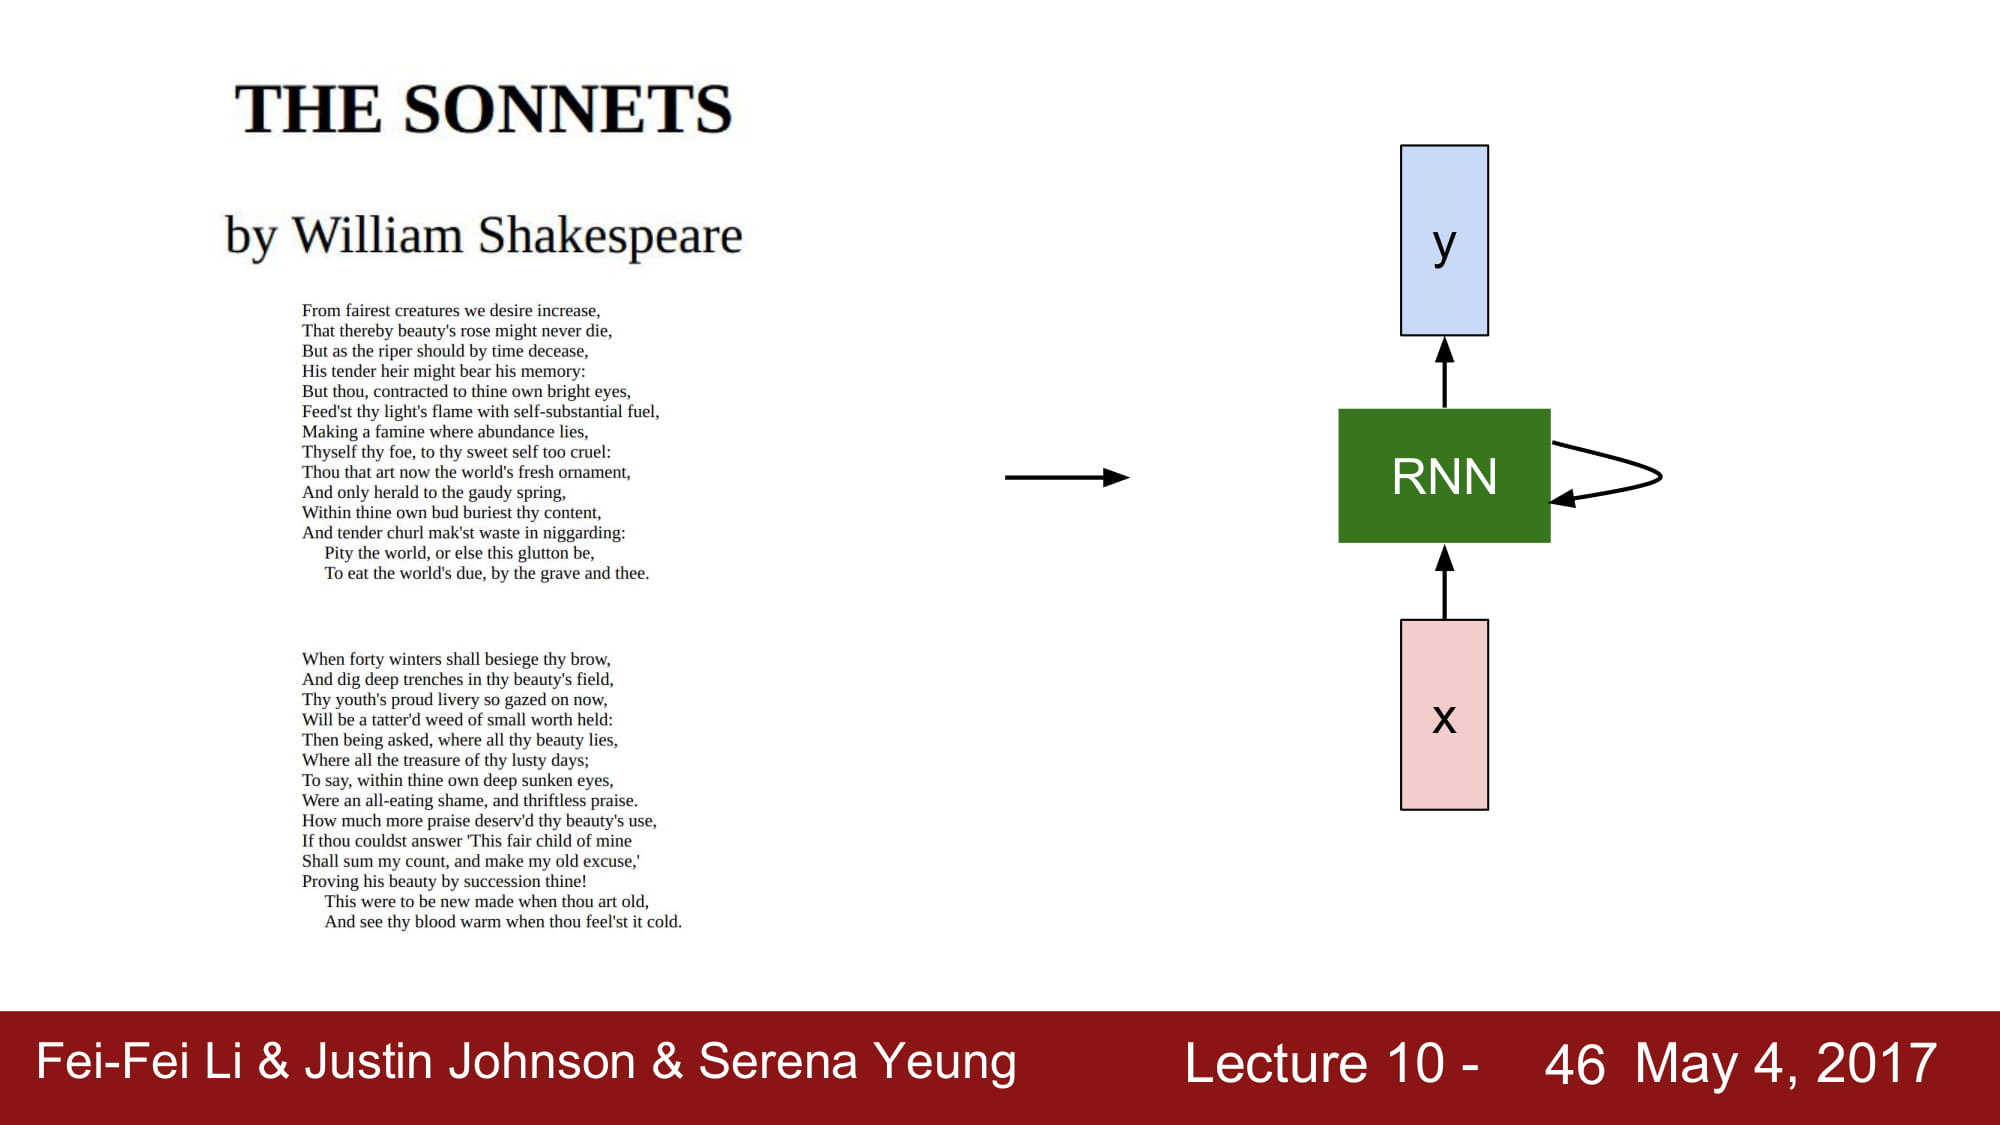 THE SONNETS
by William Shakespeare
From fairest creatures we desire increase,
That thereby beauty's rose might never die,
But as the riper should by time decease,
His tender heir might bear his memory:
But thou, contracted to thine own bright eyes,
Feed'st thy light's flame with self-substantial fuel,
Making a famine where abundance lies,
Thyself thy foe, to thy sweet self too cruel:
Thou that art now the world's fresh ornament,
And only herald to the gaudy spring,
Within thine own bud buriest thy content,
And tender churl mak'st waste in niggarding:
Pity the world, or else this glutton be,
To eat the world's due, by the grave and thee.
When forty winters shall besiege thy brow,
And dig deep trenches in thy beauty's field,
Thy youth's proud livery so gazed on now,
Will be a tatter'd weed of small worth held:
Then being asked, where all thy beauty lies,
Where all the treasure of thy lusty days;
To say, within thine own deep sunken eyes,
Were an all-eating shame, and thriftless praise.
How much more praise deserv'd thy beauty's use,
If thou couldst answer 'This fair child of mine
Shall sum my count, and make my old excuse,'
Proving his beauty by succession thine!
This were to be new made when thou art old,
And see thy blood warm when thou feel'st it cold.
y
RNN
x
Fei-Fei Li & Justin Johnson & Serena Yeung
Lecture 10 - 46 May 4, 2017